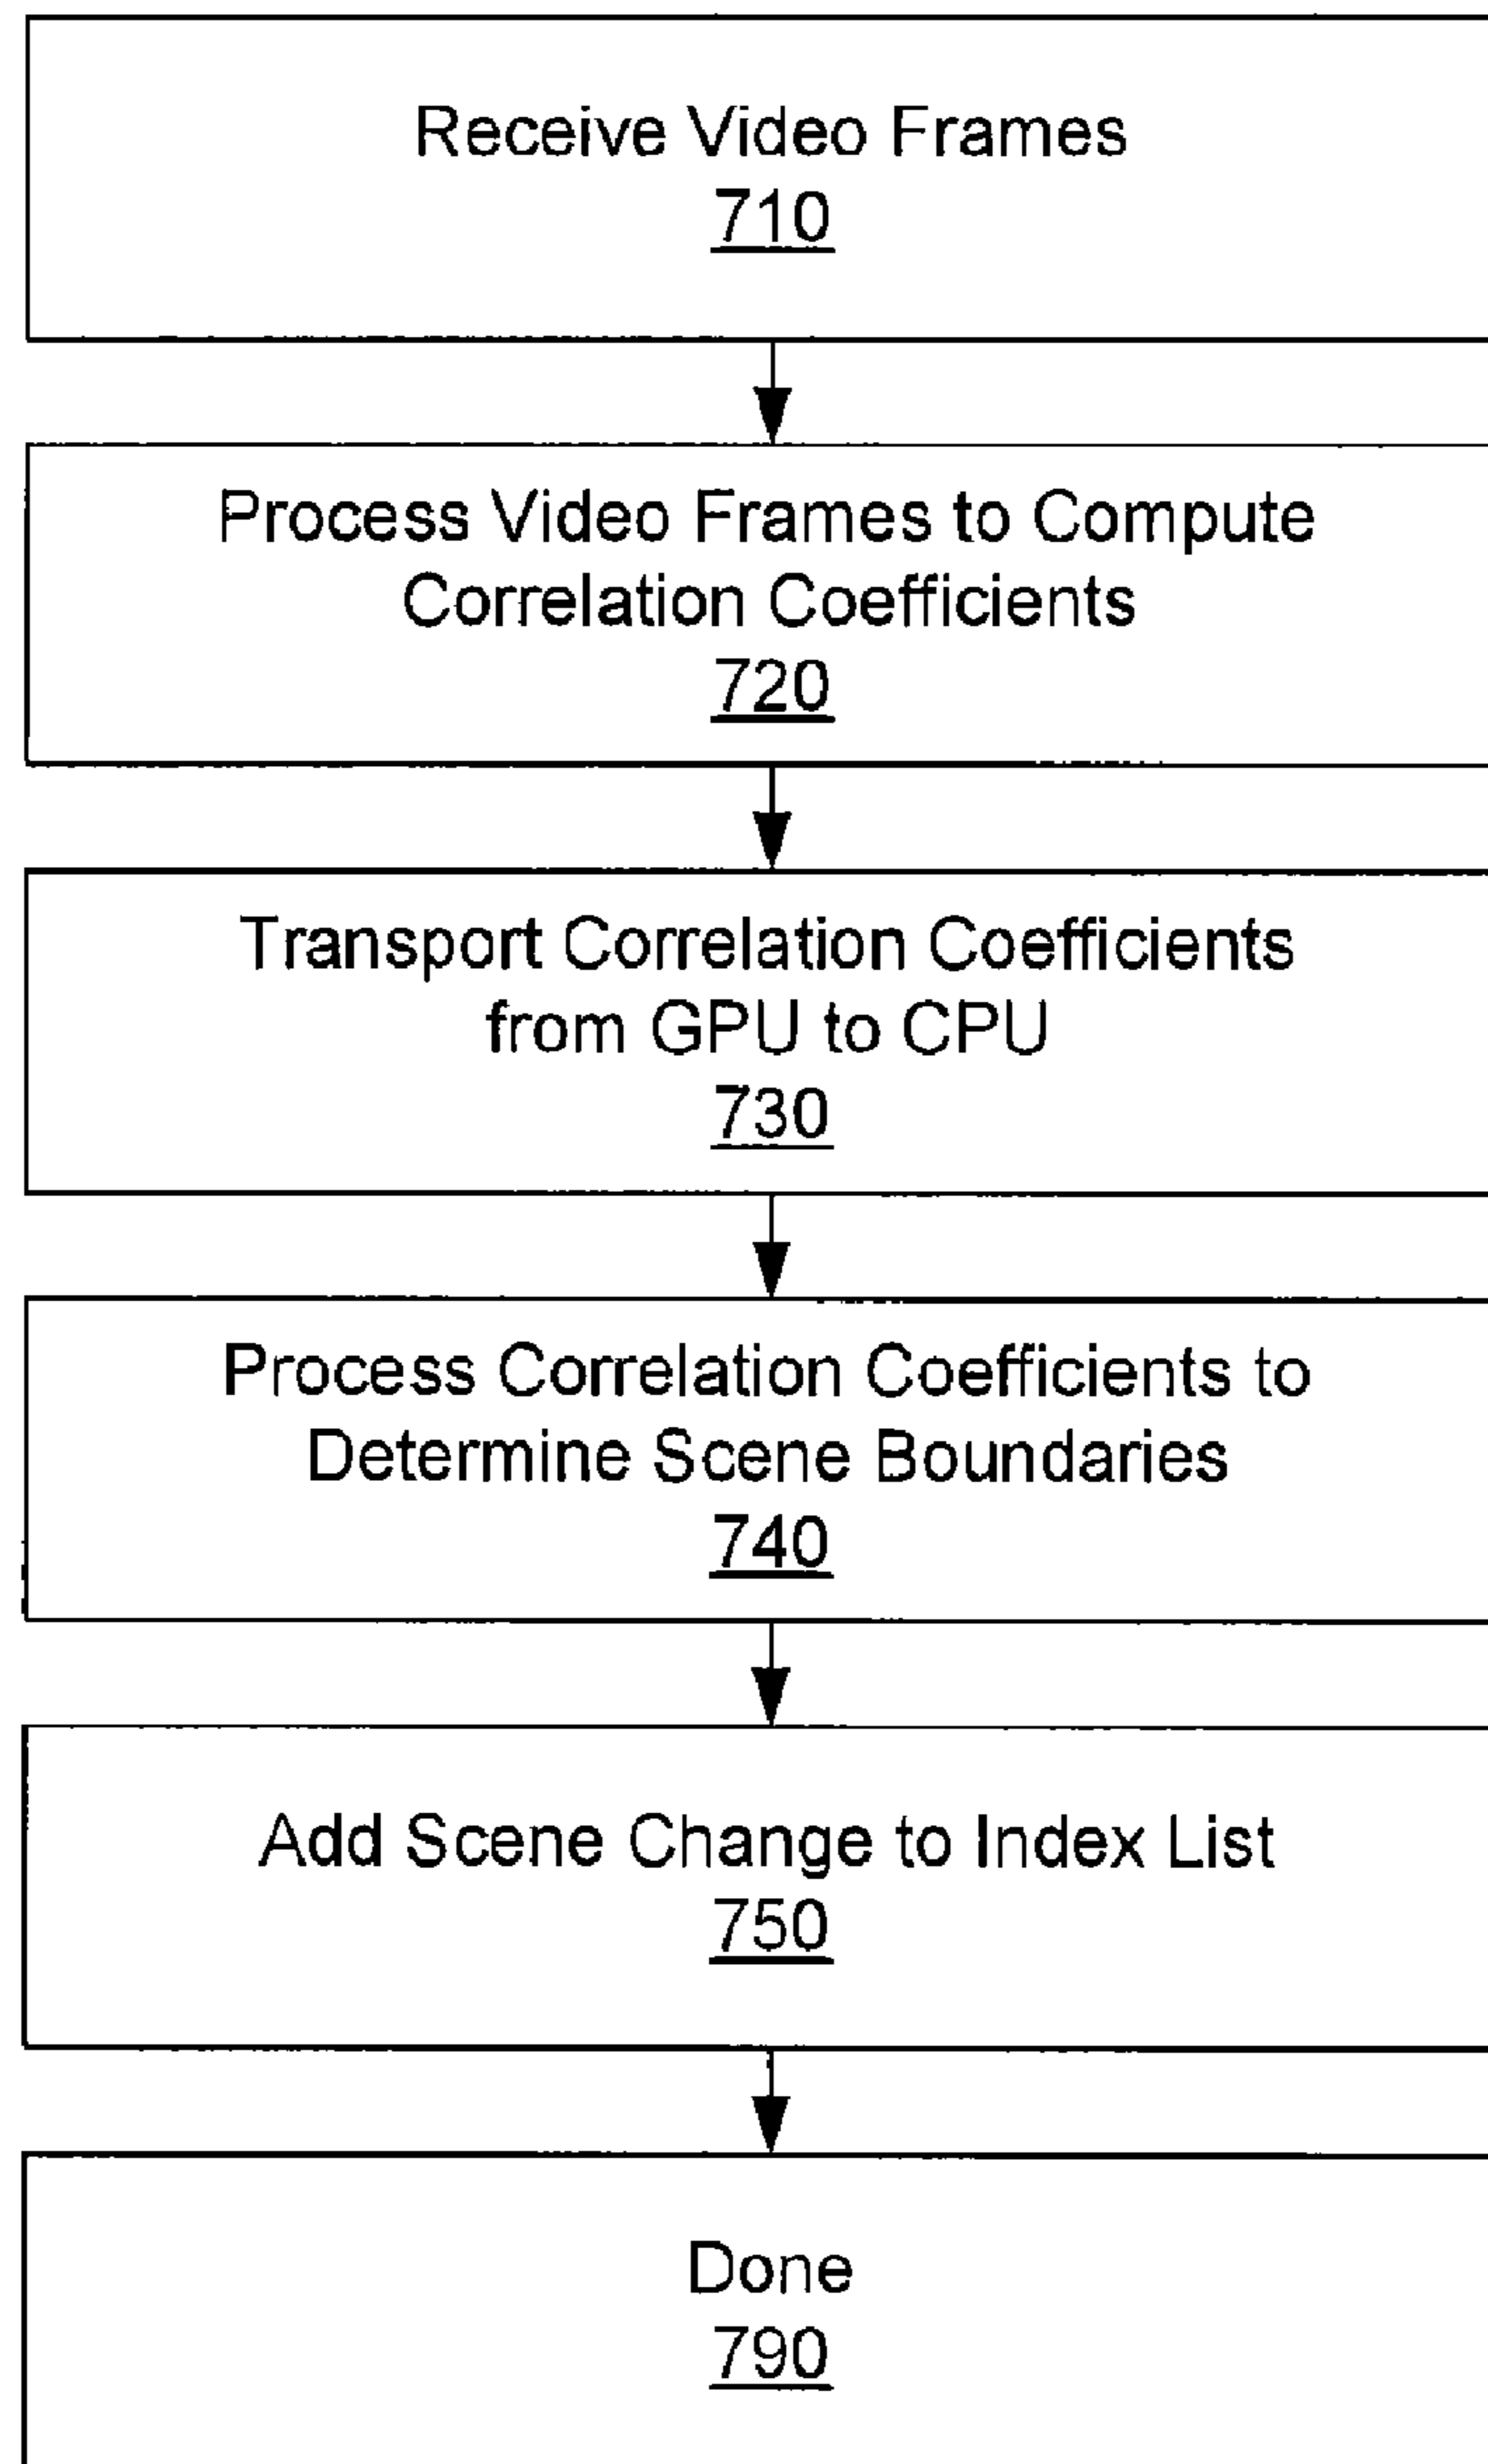 Receive Video Frames
710
Process Video Frames to Compute
Correlation Coefficients
720
Transport Correlation Coefficients
from GPU to CPU
730
Process Correlation Coefficients to
Determine Scene Boundaries
740
Add Scene Change to Index List
750
Done
790